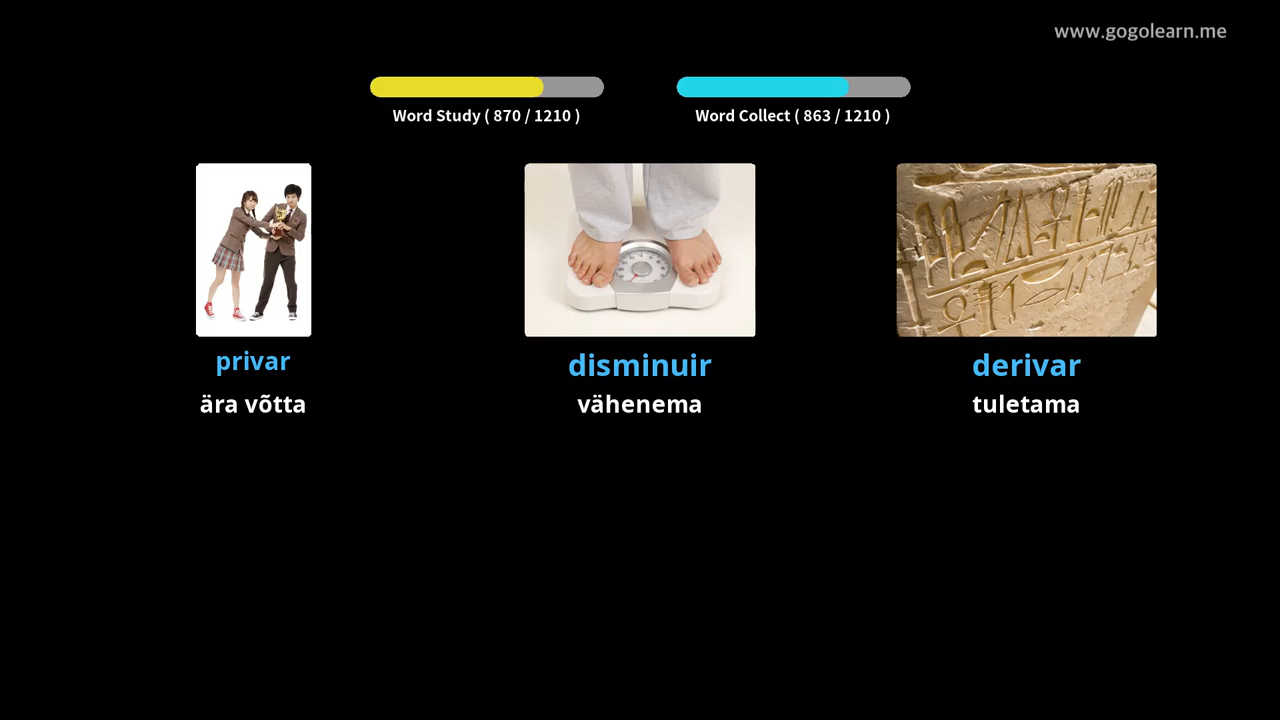 www.gogolearn.me
Word Study ( 870 / 1210 )
Word Collect ( 863 / 1210 )
privar
ära võtta
disminuir
vähenema
derivar
tuletama